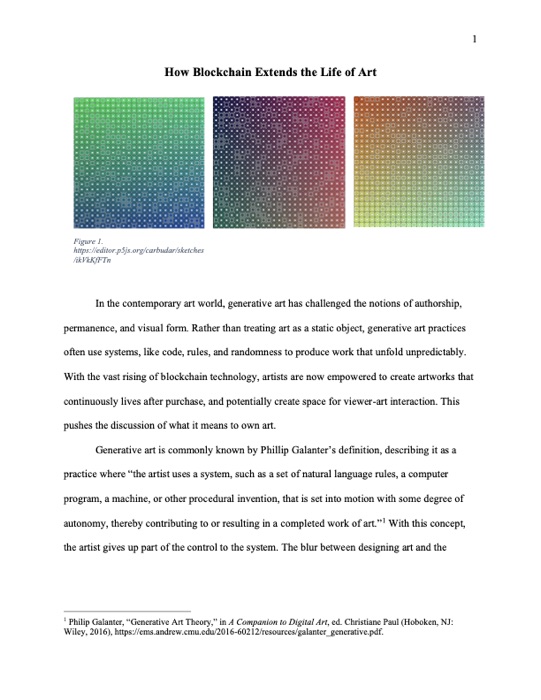 1
How Blockchain Extends the Life of Art
Figure 1.
https://editor.p5js.org/carbudar/sketches
/ikVkKfFTn
In the contemporary art world, generative art has challenged the notions of authorship,
permanence, and visual form. Rather than treating art as a static object, generative art practices
often use systems, like code, rules, and randomness to produce work that unfold unpredictably.
With the vast rising of blockchain technology, artists are now empowered to create artworks that
continuously lives after purchase, and potentially create space for viewer-art interaction. This
pushes the discussion of what it means to own art.
Generative art is commonly known by Phillip Galanter’s definition, describing it as a
practice where “the artist uses a system, such as a set of natural language rules, a computer
program, a machine, or other procedural invention, that is set into motion with some degree of
autonomy, thereby contributing to or resulting in a completed work of art.”1 With this concept,
the artist gives up part of the control to the system. The blur between designing art and the
1 Philip Galanter, “Generative Art Theory,” in A Companion to Digital Art, ed. Christiane Paul (Hoboken, NJ:
Wiley, 2016), https://ems.andrew.cmu.edu/2016-60212/resources/galanter_generative.pdf.